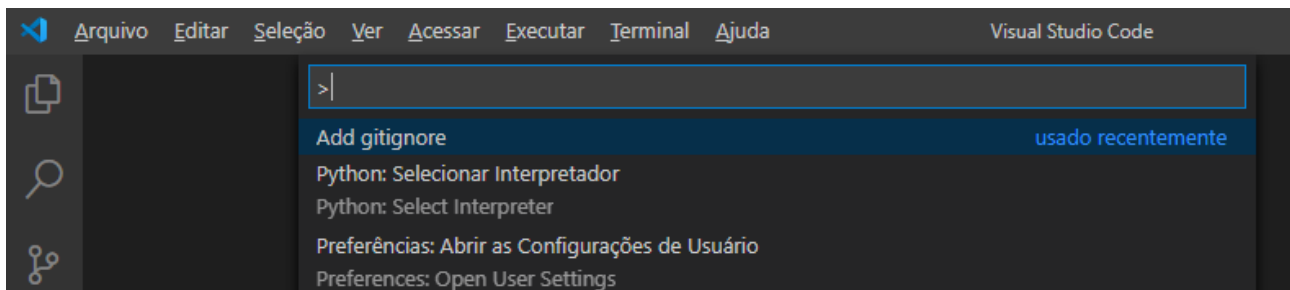 Arquivo Editar Seleção Ver Acessar Executar Terminal Ajuda Visual Studio Code
>
Add gitignore usado recentemente
Python: Selecionar Interpretador
Python: Select Interpreter
Preferências: Abrir as Configurações de Usuário
Preferences: Open User Settings